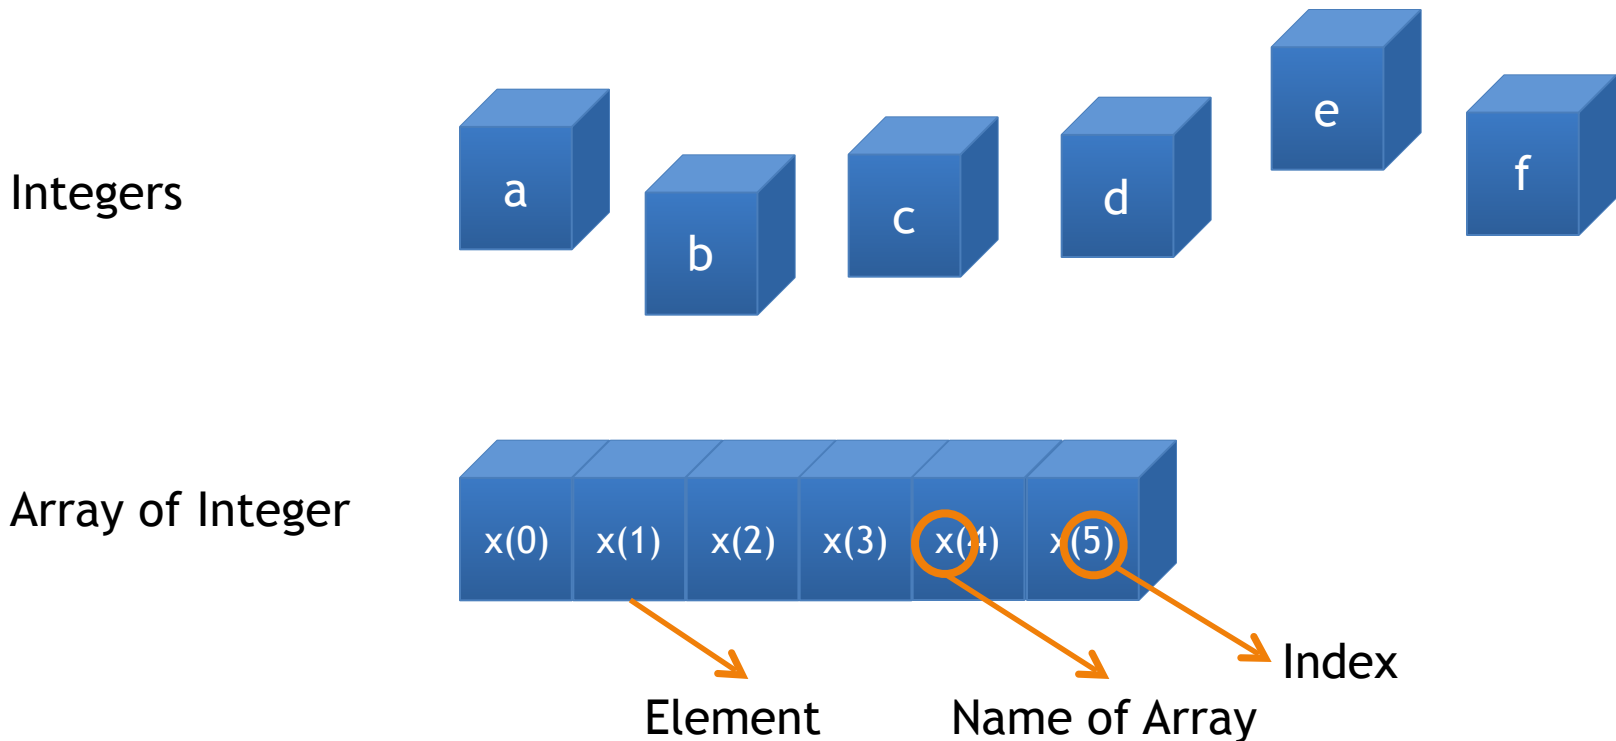 Integers
a
b
c
d
e
f
Array of Integer
x(0)
x(1)
x(2)
x(3)
x(4)
x(5)
Index
Element
Name of Array